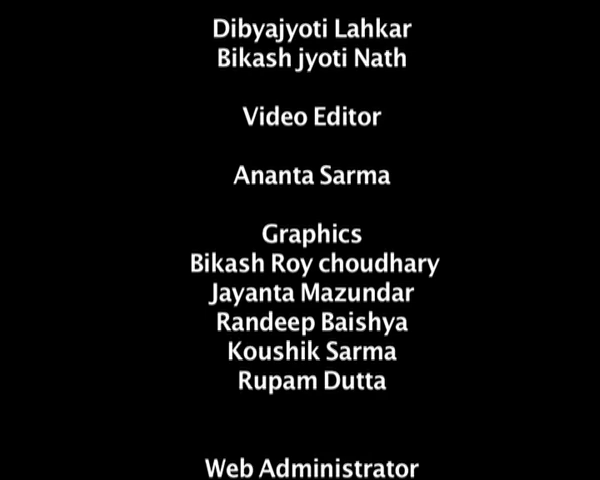 Dibyajyoti Lahkar
Bikash jyoti Nath
Video Editor
Ananta Sarma
Graphics
Bikash Roy choudhary
Jayanta Mazundar
Randeep Baishya
Koushik Sarma
Rupam Dutta
Web Administrator